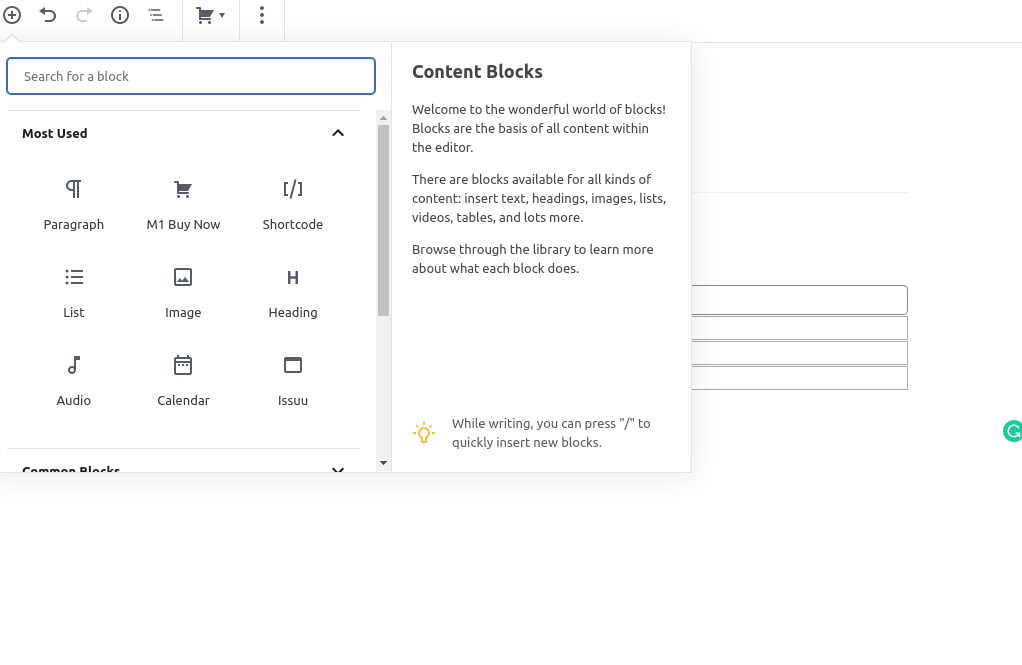 Search for a block
Most Used
Paragraph
M1 Buy Now
Shortcode
List
Image
Heading
Audio
Calendar
Issuu
Common Blocks
Content Blocks
Welcome to the wonderful world of blocks!
Blocks are the basis of all content within
the editor.
There are blocks available for all kinds of
content: insert text, headings, images, lists,
videos, tables, and lots more.
Browse through the library to learn more
about what each block does.
While writing, you can press "/" to
quickly insert new blocks.